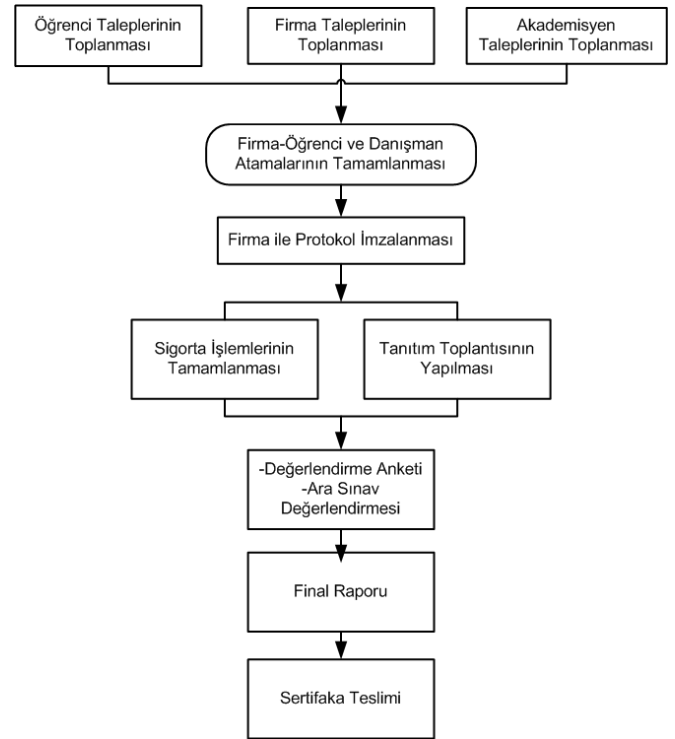 Öğrenci Taleplerinin
Toplanması
Firma Taleplerinin
Toplanması
Akademisyen
Taleplerinin Toplanması
Firma-Öğrenci ve Danışman
Atamalarının Tamamlanması
Firma ile Protokol İmzalanması
Sigorta İşlemlerinin
Tamamlanması
Tanıtım Toplantısının
Yapılması
-Değerlendirme Anketi
-Ara Sınav
Değerlendirmesi
Final Raporu
Sertifaka Teslimi